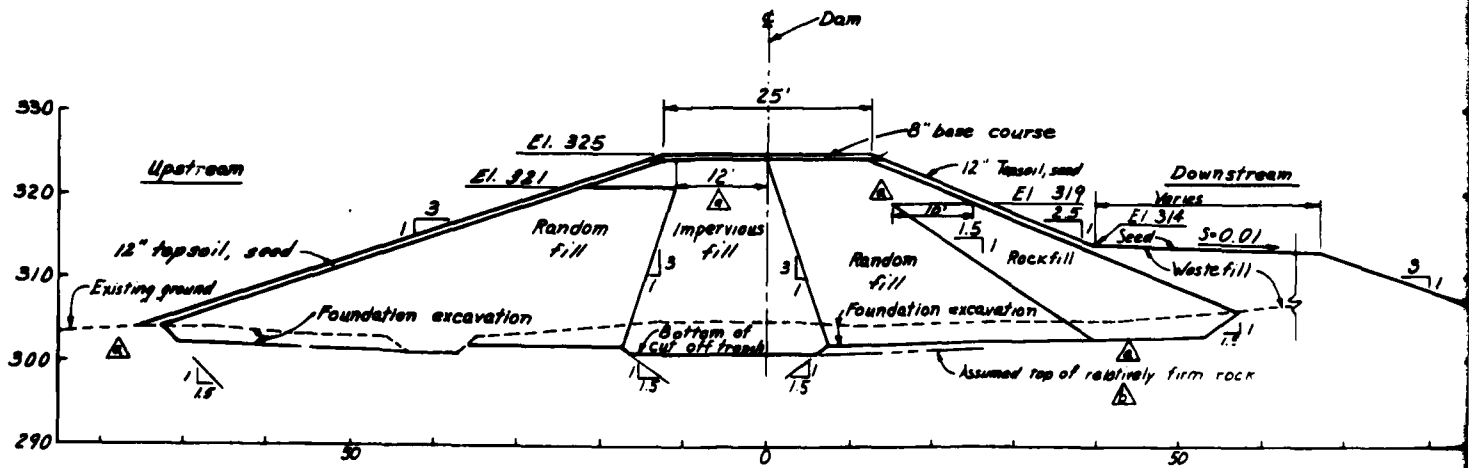 ℄ Dam
330
25'
8" base course
El. 325
12" Topsoil, seed
Upstream
El. 321
12'
Downstream
320
a
a
El 319
Varies
10'
2.5
1
El 314
3
1
Seed
S=0.01
Random fill
Impervious fill
1.5
1
Rockfill
Wastefill
12" topsoil, seed
310
3
1
3
1
Random fill
3
1
Existing ground
Foundation excavation
Foundation excavation
Bottom of cut off trench
300
a
1
1.5
1
1.5
1
1.5
a
1
Assumed top of relatively firm rock
b
290
50
0
50